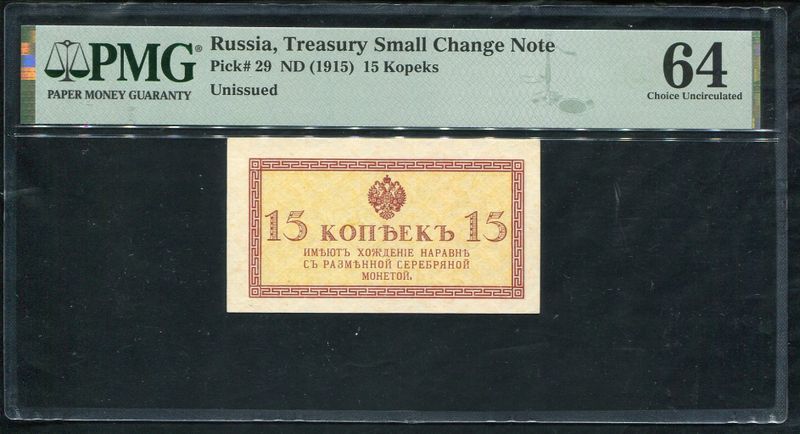 PMG®
PAPER MONEY GUARANTY
Russia, Treasury Small Change Note
Pick# 29 ND (1915) 15 Kopeks
Unissued
64
Choice Uncirculated
15 КОПѢЕКЪ 15
ИМѢЮТЪ ХОЖДЕНІЕ НАРАВНѢ
СЪ РАЗМѢННОЙ СЕРЕБРЯНОЙ
МОНЕТОЙ.